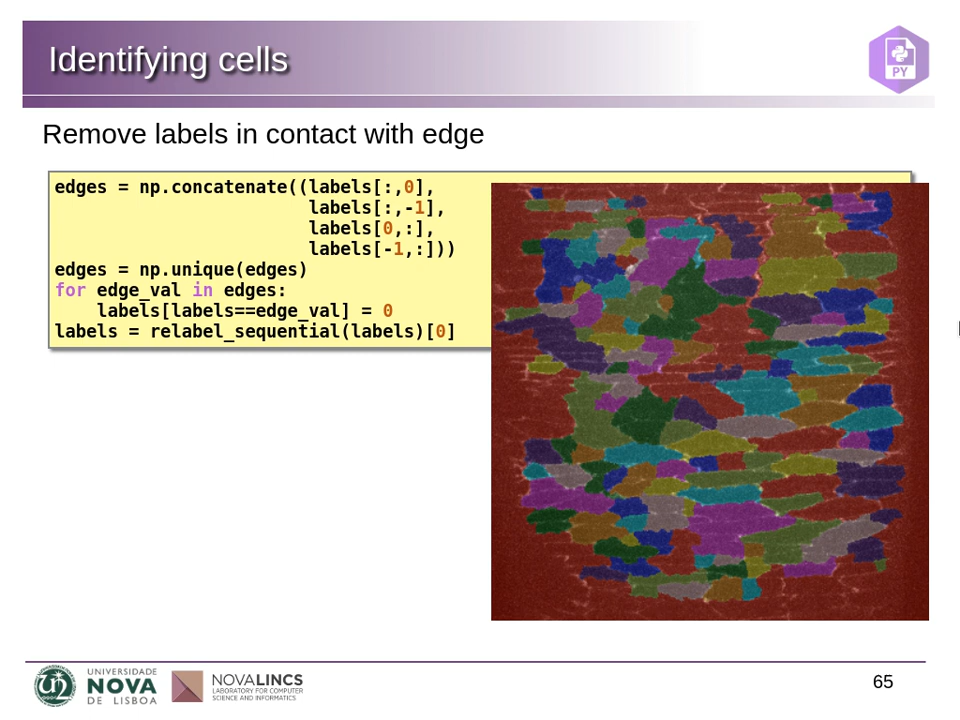 Identifying cells
PY
Remove labels in contact with edge
edges = np.concatenate((labels[:,0],
                        labels[:,-1],
                        labels[0,:],
                        labels[-1,:]))
edges = np.unique(edges)
for edge_val in edges:
    labels[labels==edge_val] = 0
labels = relabel_sequential(labels)[0]
UNIVERSIDADE
NOVA
DE LISBOA
NOVALINCS
LABORATORY FOR COMPUTER
SCIENCE AND INFORMATICS
65